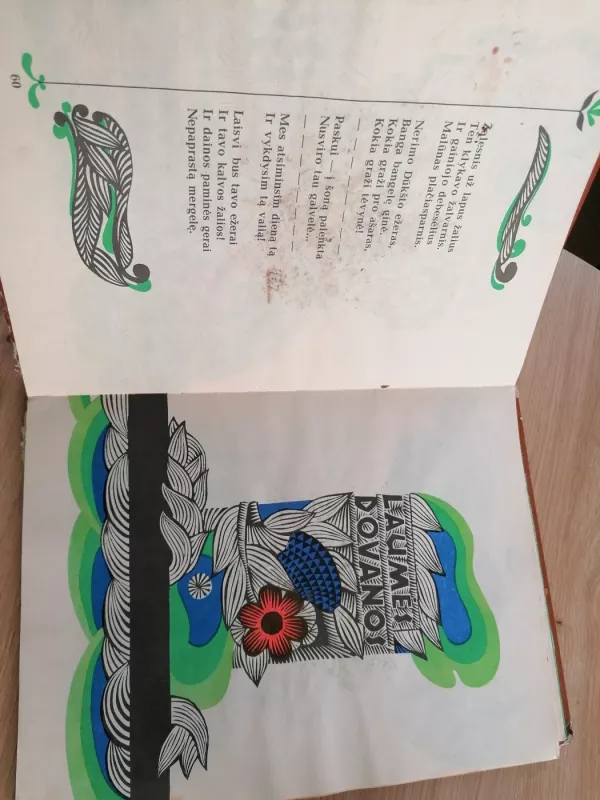 Žalesnis už lapus žalius
Ten klykavo žalvarnis.
Ir gainiojo debesėlius
Malūnas plačiasparnis.
Nerimo Dūkšto ežeras,
Banga bangelę ginė.
Kokia graži pro ašaras,
Kokia graži tėvynė!
— — — — — — — —
Paskui _ į šoną palenkta
Nusviro tau galvelė...
— — — — — — — —
Mes atsiminsim dieną tą
Ir vykdysim tą valią!
Laisvi bus tavo ežerai
Ir tavo kalvos žalios!
Ir dainos paminės gerai
Nepaprastą mergelę.
60
LAUMĖS
DOVANOS